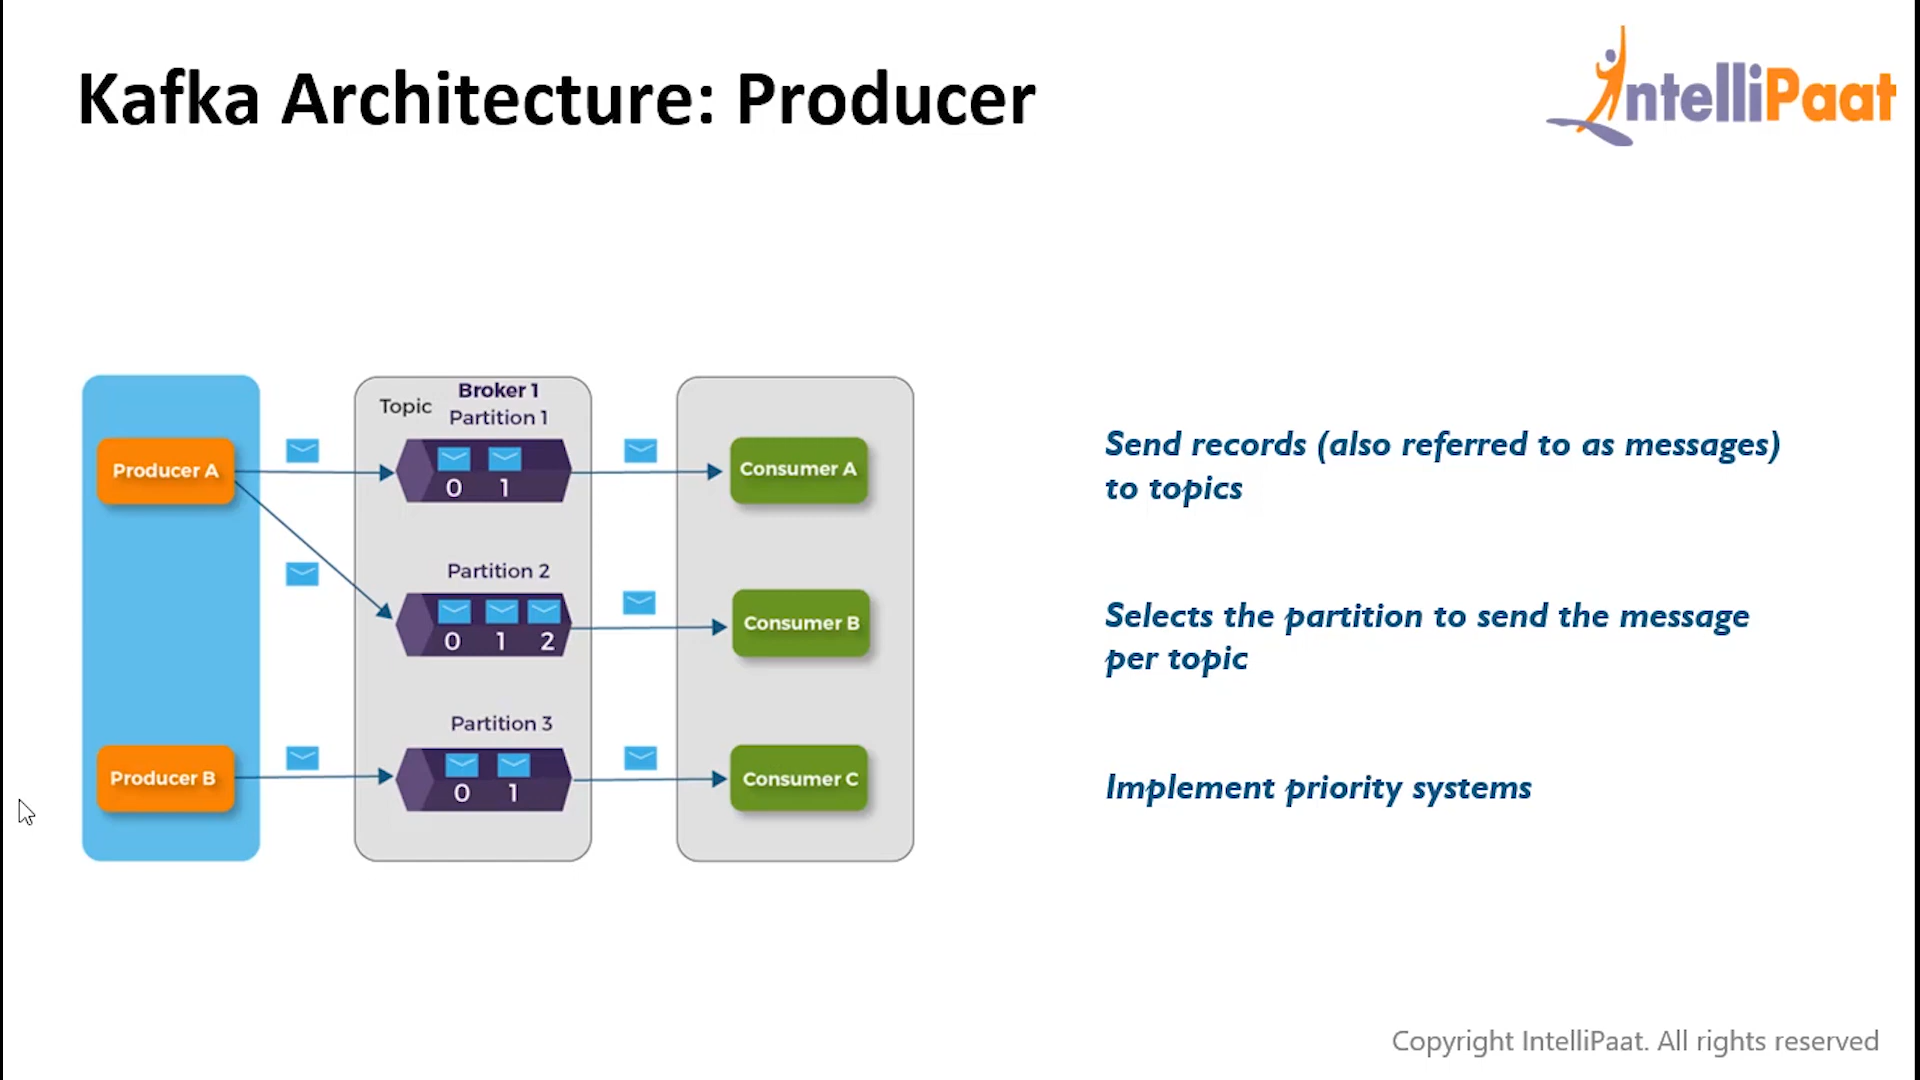 Kafka Architecture: Producer
IntelliPaat
Topic
Broker 1
Partition 1
Producer A
0 1
Consumer A
Partition 2
0 1 2
Consumer B
Partition 3
Producer B
0 1
Consumer C
Send records (also referred to as messages)
to topics
Selects the partition to send the message
per topic
Implement priority systems
Copyright IntelliPaat. All rights reserved